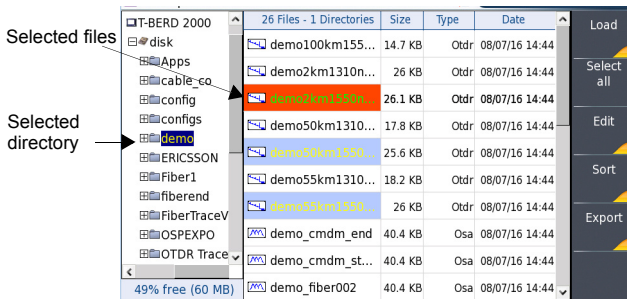 Selected files
Selected
directory
T-BERD 2000
disk
Apps
cable_co
config
configs
demo
ERICSSON
Fiber1
fiberend
FiberTraceV
OSPEXPO
OTDR Trace
49% free (60 MB)
26 Files - 1 Directories Size Type Date
demo100km155... 14.7 KB Otdr 08/07/16 14:44
demo2km1310n... 26 KB Otdr 08/07/16 14:44
demo2km1550n... 26.1 KB Otdr 08/07/16 14:44
demo50km1310... 17.8 KB Otdr 08/07/16 14:44
demo50km1550... 25.6 KB Otdr 08/07/16 14:44
demo55km1310... 18.2 KB Otdr 08/07/16 14:44
demo55km1550... 26 KB Otdr 08/07/16 14:44
demo_cmdm_end 40.4 KB Osa 08/07/16 14:44
demo_cmdm_st... 40.4 KB Osa 08/07/16 14:44
demo_fiber002 40.4 KB Osa 08/07/16 14:44
Load
Select
all
Edit
Sort
Export